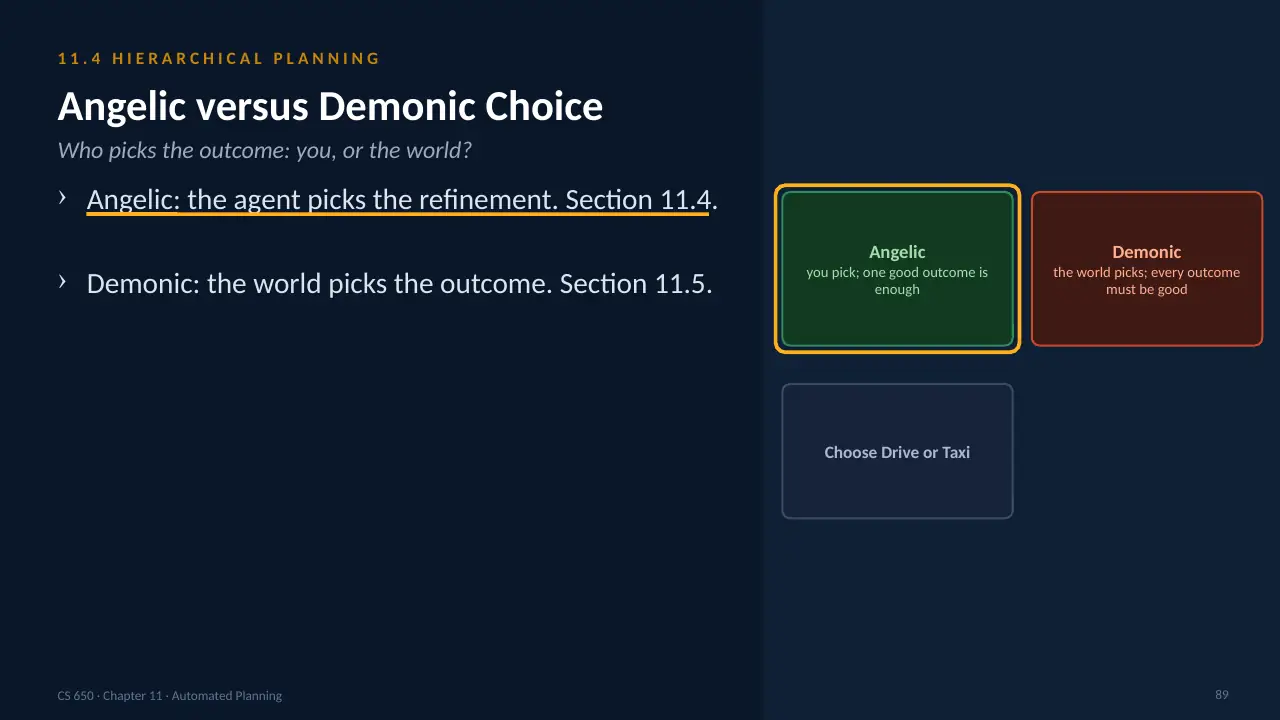 11.4 HIERARCHICAL PLANNING
Angelic versus Demonic Choice
Who picks the outcome: you, or the world?
› Angelic: the agent picks the refinement. Section 11.4.
› Demonic: the world picks the outcome. Section 11.5.
Angelic
you pick; one good outcome is
enough
Demonic
the world picks; every outcome
must be good
Choose Drive or Taxi
CS 650 · Chapter 11 · Automated Planning
89